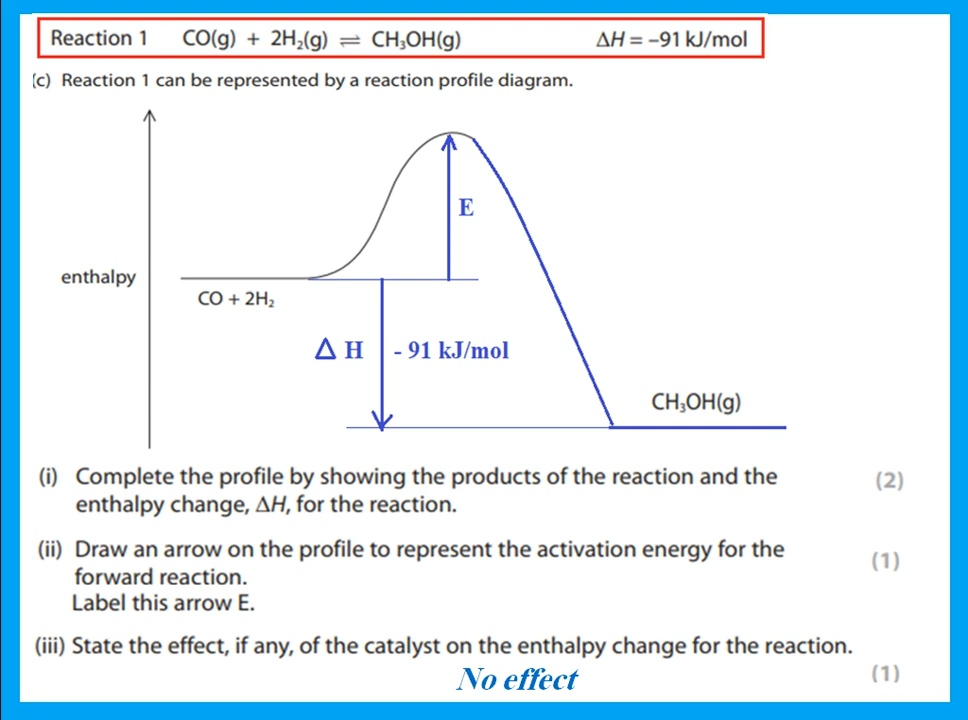 Reaction 1 CO(g) + 2H₂(g) ⇌ CH₃OH(g) ΔH = –91 kJ/mol
(c) Reaction 1 can be represented by a reaction profile diagram.
E
enthalpy
CO + 2H₂
Δ H - 91 kJ/mol
CH₃OH(g)
(i) Complete the profile by showing the products of the reaction and the (2)
enthalpy change, ΔH, for the reaction.
(ii) Draw an arrow on the profile to represent the activation energy for the (1)
forward reaction.
Label this arrow E.
(iii) State the effect, if any, of the catalyst on the enthalpy change for the reaction.
No effect (1)